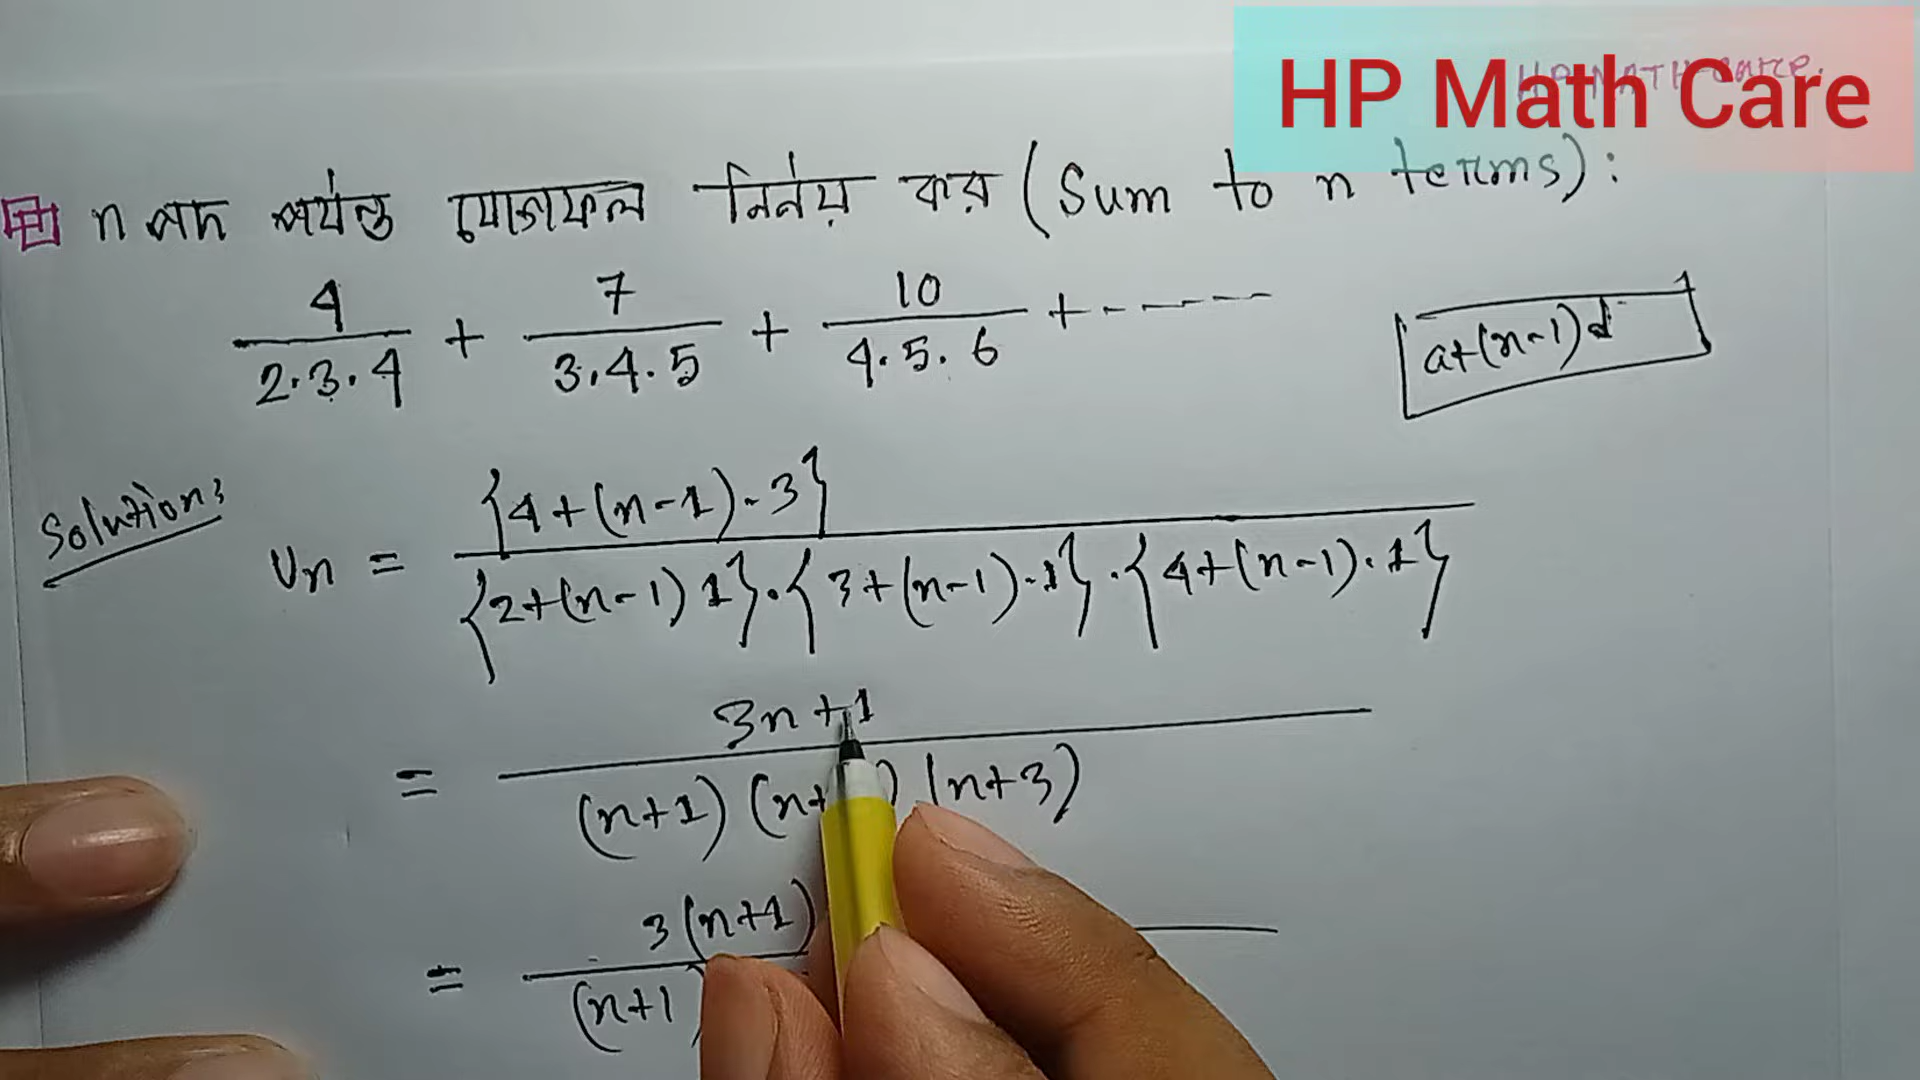 HP Math Care
n পদ পর্যন্ত যোগফল নির্ণয় কর (Sum to n terms):
4/2.3.4 + 7/3.4.5 + 10/4.5.6 + -----
a+(n-1)d
Solution:
Un = {4+(n-1).3} / {2+(n-1)1}.{3+(n-1).1}.{4+(n-1).1}
= 3n+1 / (n+1)(n+ )(n+3)
= 3(n+1) / (n+1)